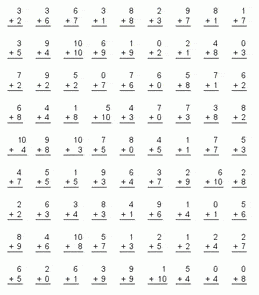 3 3 6 3 8 8 9 8 1
+ 2 + 6 + 7 + 1 + 8 + 3 + 7 + 1 + 7
3 9 10 6 1 0 2 4 0
+ 5 + 4 + 10 + 9 + 9 + 2 + 1 + 8 + 3
7 9 5 0 7 6 5 7 6
+ 2 + 2 + 2 + 7 + 6 + 0 + 8 + 1 + 2
6 4 1 5 7 7 3 3 8
+ 8 + 4 + 8 + 10 + 4 + 3 + 7 + 8 + 2
10 9 10 7 8 4 1 7 5
+ 4 + 8 + 3 + 5 + 0 + 5 + 1 + 5 + 3
4 5 5 9 6 7 9 6 2
+ 7 + 1 + 1 + 3 + 4 + 3 + 2 + 10 + 8
2 6 3 8 4 9 1 0 5
+ 2 + 3 + 4 + 3 + 1 + 6 + 4 + 1 + 6
8 4 10 5 1 2 1 2 2
+ 9 + 6 + 8 + 7 + 3 + 5 + 2 + 4 + 7
6 2 6 3 9 1 5 0 0
+ 5 + 0 + 1 + 9 + 9 + 10 + 4 + 4 + 8